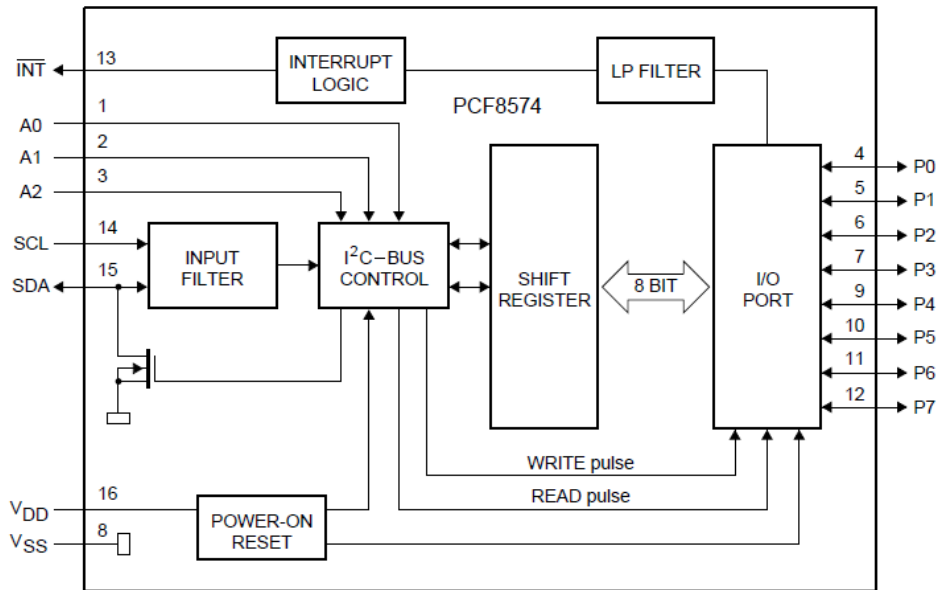 INT 13 INTERRUPT LOGIC LP FILTER
PCF8574
A0 1
A1 2
A2 3
SCL 14
SDA 15
INPUT FILTER
I²C–BUS CONTROL
SHIFT REGISTER
8 BIT
I/O PORT
4 P0
5 P1
6 P2
7 P3
9 P4
10 P5
11 P6
12 P7
WRITE pulse
READ pulse
VDD 16
VSS 8
POWER-ON RESET